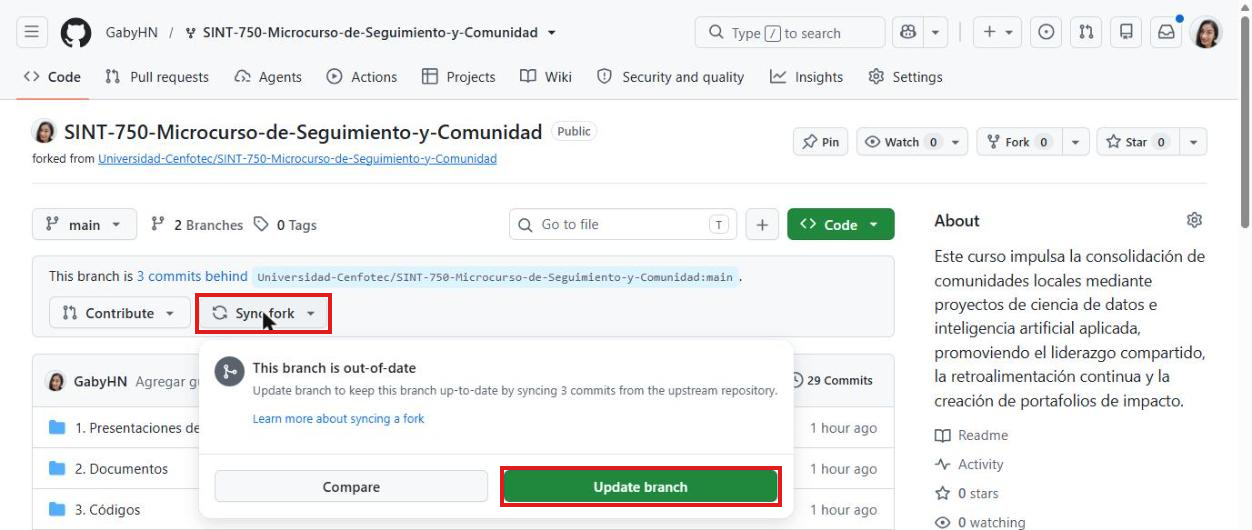 GabyHN / SINT-750-Microcurso-de-Seguimiento-y-Comunidad
Type / to search
Code Pull requests Agents Actions Projects Wiki Security and quality Insights Settings
SINT-750-Microcurso-de-Seguimiento-y-Comunidad Public
forked from Universidad-Cenfotec/SINT-750-Microcurso-de-Seguimiento-y-Comunidad
Pin Watch 0 Fork 0 Star 0
main 2 Branches 0 Tags Go to file T Code
This branch is 3 commits behind Universidad-Cenfotec/SINT-750-Microcurso-de-Seguimiento-y-Comunidad:main .
Contribute Sync fork
This branch is out-of-date
Update branch to keep this branch up-to-date by syncing 3 commits from the upstream repository.
Learn more about syncing a fork
Compare Update branch
GabyHN Agregar 29 Commits
1. Presentaciones de 1 hour ago
2. Documentos 1 hour ago
3. Códigos 1 hour ago
About
Este curso impulsa la consolidación de
comunidades locales mediante
proyectos de ciencia de datos e
inteligencia artificial aplicada,
promoviendo el liderazgo compartido,
la retroalimentación continua y la
creación de portafolios de impacto.
Readme
Activity
0 stars
0 watching